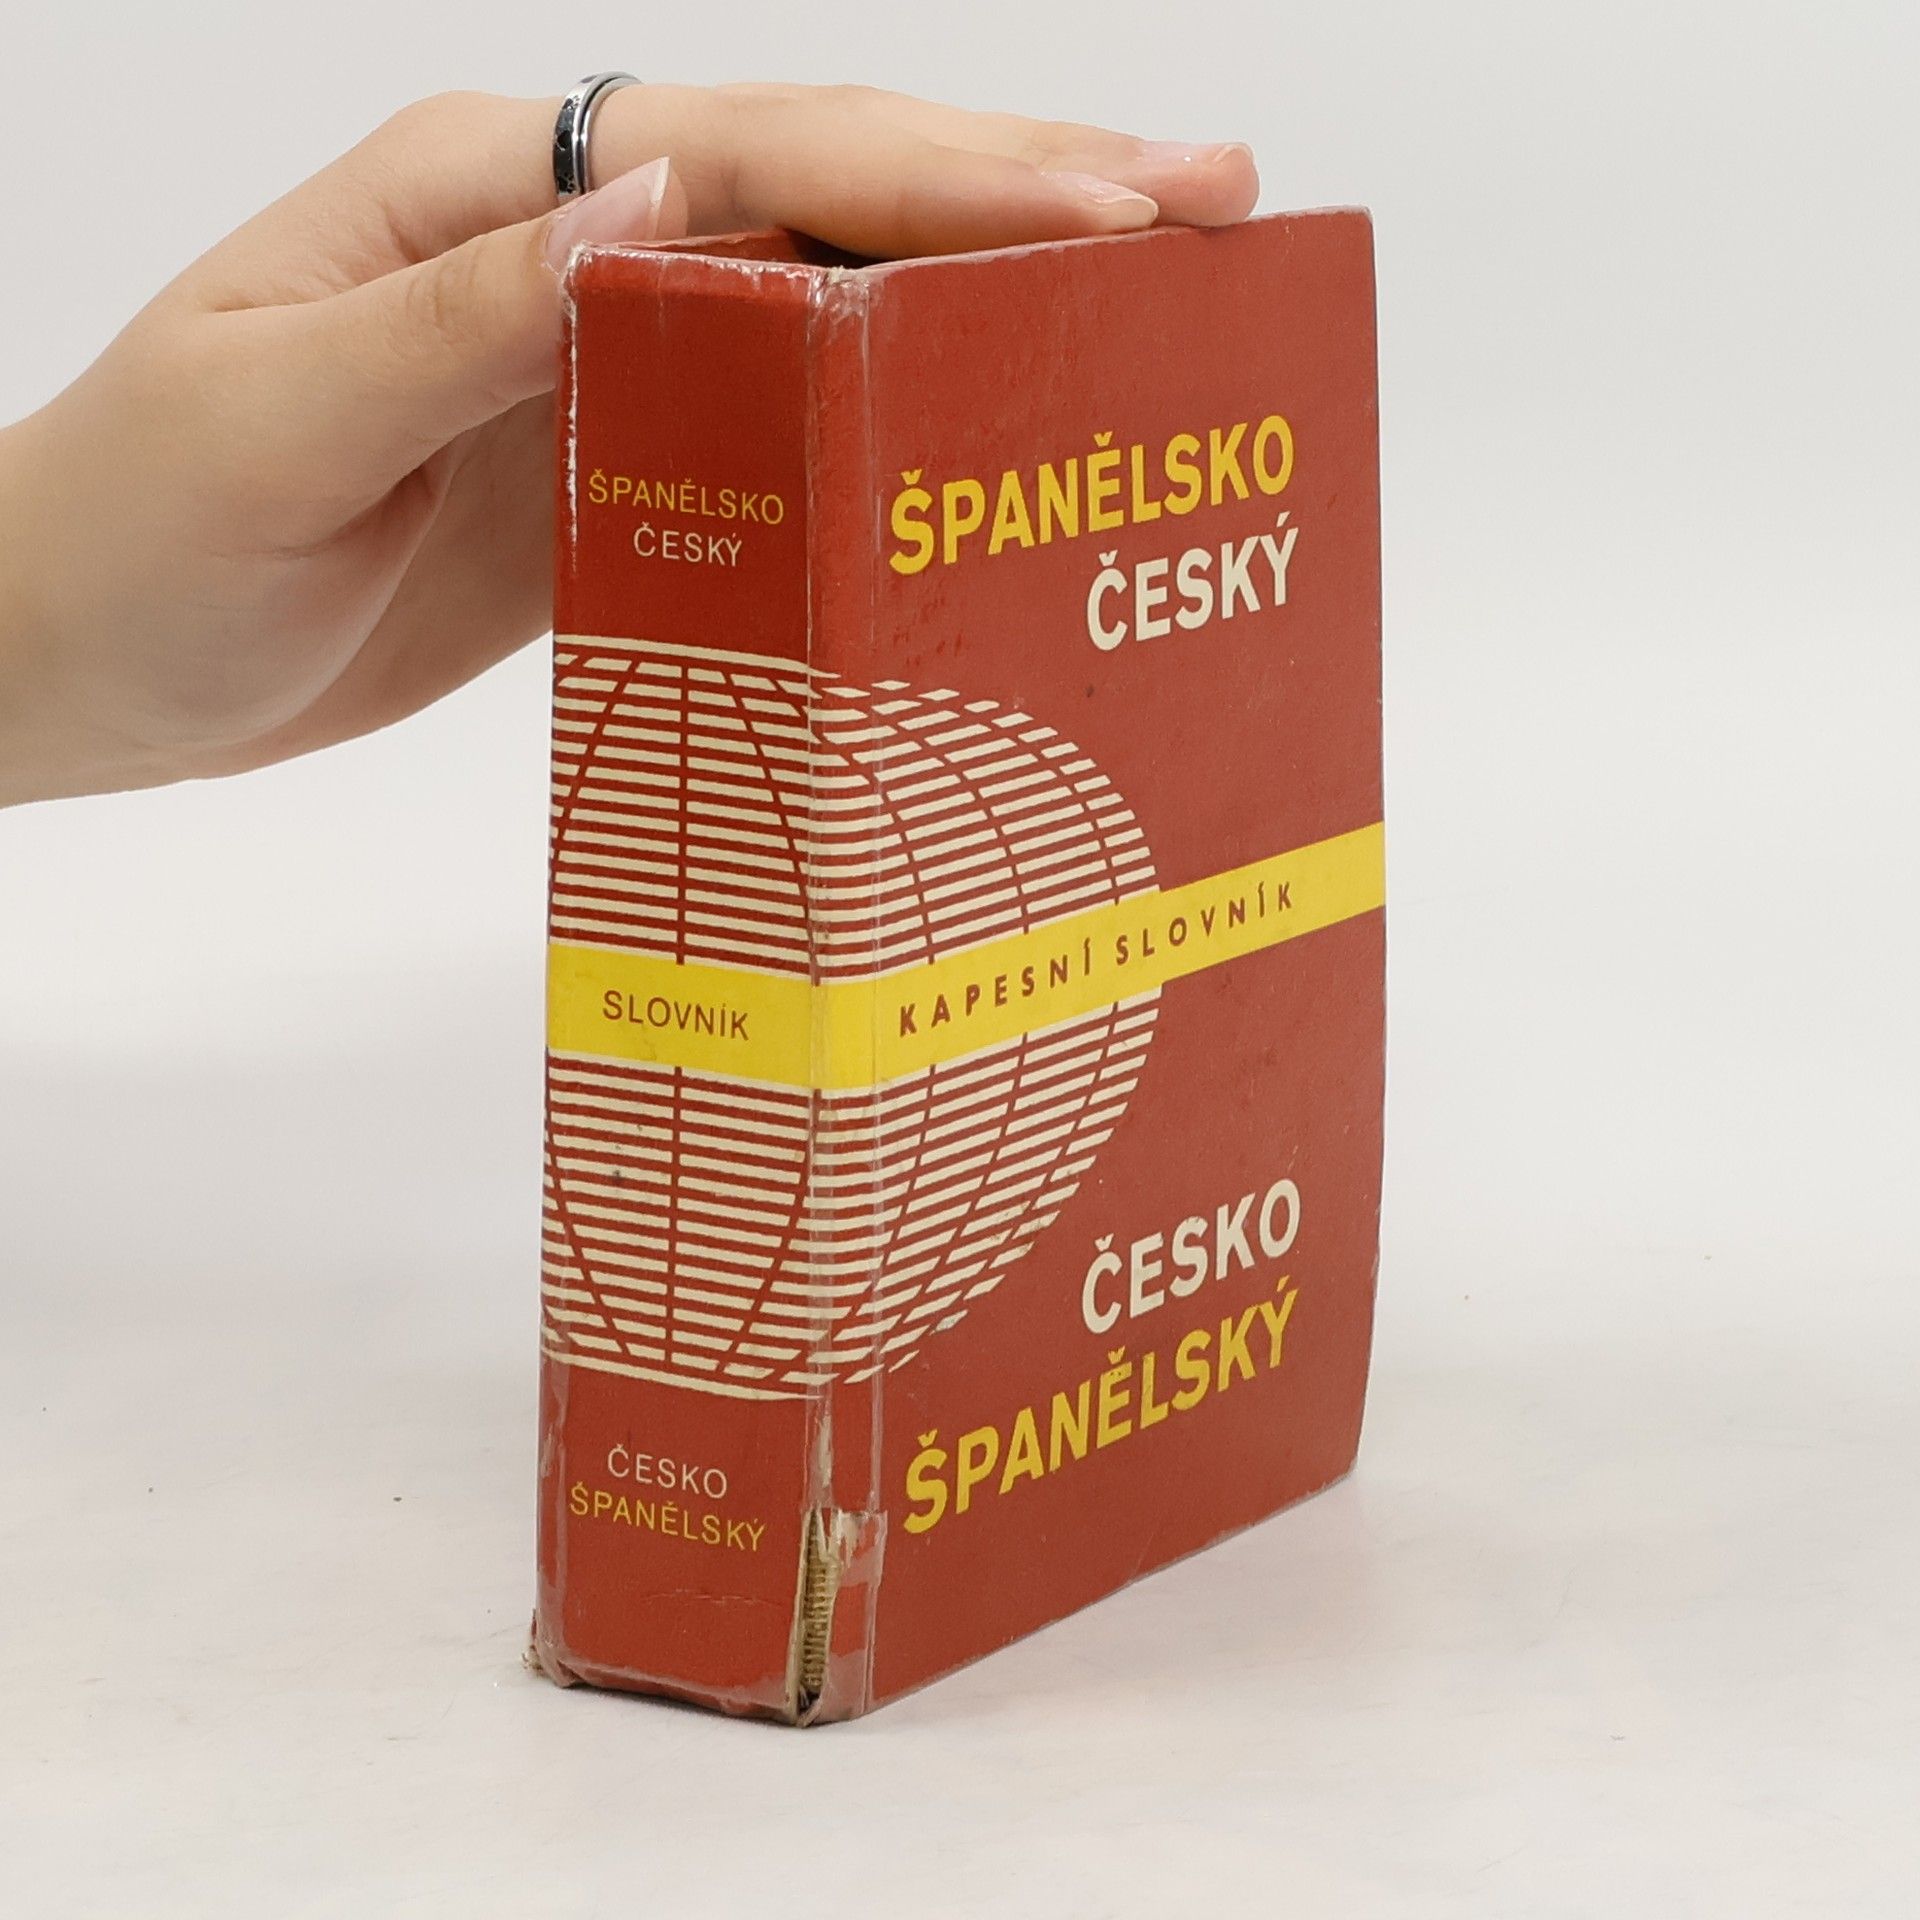 ŠPANĚLSKO
ČESKÝ
SLOVNÍK
ČESKO
ŠPANĚLSKÝ
ŠPANĚLSKO
ČESKÝ
KAPESNÍ SLOVNÍK
ČESKO
ŠPANĚLSKÝ